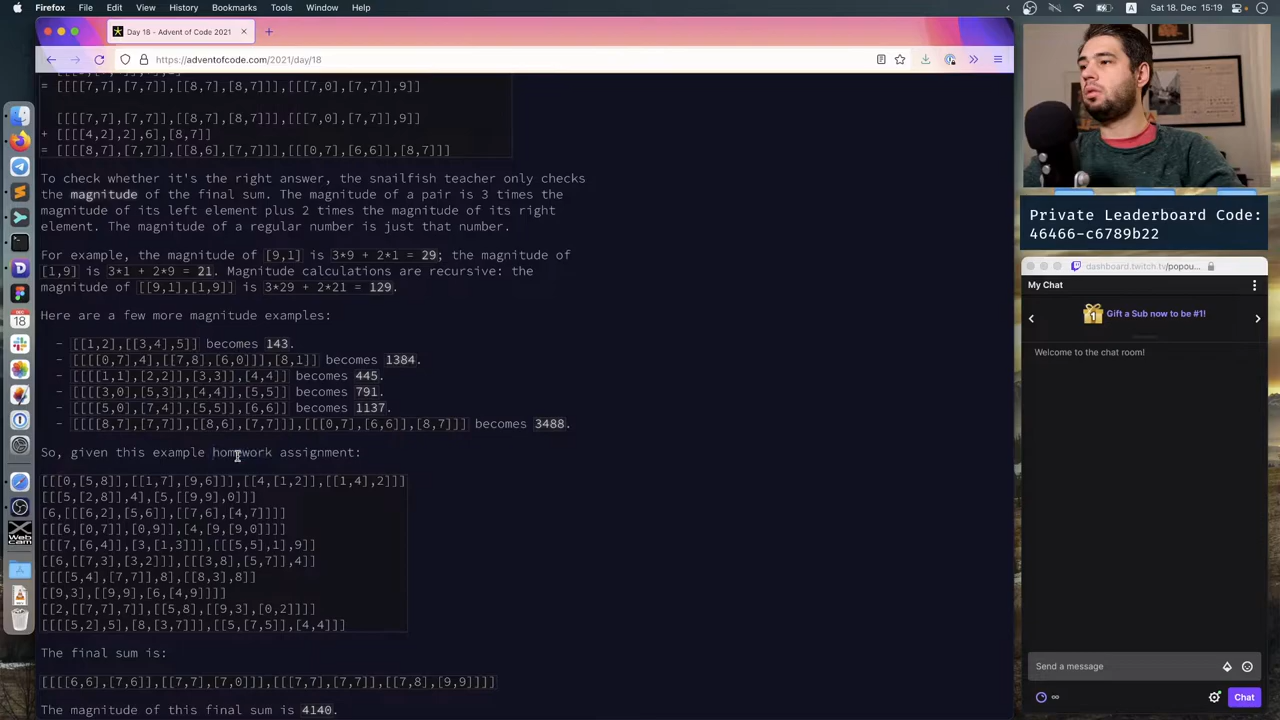 Firefox File Edit View History Bookmarks Tools Window Help
Sat 18. Dec 15:19
Day 18 - Advent of Code 2021
https://adventofcode.com/2021/day/18
= [[[[7,7],[7,7]],[[8,7],[8,7]]],[[[7,0],[7,7]],9]]
[[[[7,7],[7,7]],[[8,7],[8,7]]],[[[7,0],[7,7]],9]]
+ [[[[4,2],2],6],[8,7]]
= [[[[8,7],[7,7]],[[8,6],[7,7]]],[[[0,7],[6,6]],[8,7]]]
To check whether it's the right answer, the snailfish teacher only checks
the magnitude of the final sum. The magnitude of a pair is 3 times the
magnitude of its left element plus 2 times the magnitude of its right
element. The magnitude of a regular number is just that number.
For example, the magnitude of [9,1] is 3*9 + 2*1 = 29; the magnitude of
[1,9] is 3*1 + 2*9 = 21. Magnitude calculations are recursive: the
magnitude of [[9,1],[1,9]] is 3*29 + 2*21 = 129.
Here are a few more magnitude examples:
- [[1,2],[[3,4],5]] becomes 143.
- [[[[0,7],4],[[7,8],[6,0]]],[8,1]] becomes 1384.
- [[[[1,1],[2,2]],[3,3]],[4,4]] becomes 445.
- [[[[3,0],[5,3]],[4,4]],[5,5]] becomes 791.
- [[[[5,0],[7,4]],[5,5]],[6,6]] becomes 1137.
- [[[[8,7],[7,7]],[[8,6],[7,7]]],[[[0,7],[6,6]],[8,7]]] becomes 3488.
So, given this example homework assignment:
[[[0,[5,8]],[[1,7],[9,6]]],[[4,[1,2]],[[1,4],2]]]
[[[5,[2,8]],4],[5,[[9,9],0]]]
[6,[[[6,2],[5,6]],[[7,6],[4,7]]]]
[[[6,[0,7]],[0,9]],[4,[9,[9,0]]]]
[[[7,[6,4]],[3,[1,3]]],[[[5,5],1],9]]
[[6,[[7,3],[3,2]]],[[[3,8],[5,7]],4]]
[[[[5,4],[7,7]],8],[[8,3],8]]
[[9,3],[[9,9],[6,[4,9]]]]
[[2,[[7,7],7]],[[5,8],[[9,3],[0,2]]]]
[[[[5,2],5],[8,[3,7]]],[[5,[7,5]],[4,4]]]
The final sum is:
[[[[6,6],[7,6]],[[7,7],[7,0]]],[[[7,7],[7,7]],[[7,8],[9,9]]]]
The magnitude of this final sum is 4140.
Private Leaderboard Code:
46466-c6789b22
dashboard.twitch.tv/popou...
My Chat
1
Gift a Sub now to be #1!
Welcome to the chat room!
Send a message
Chat
DEC
18